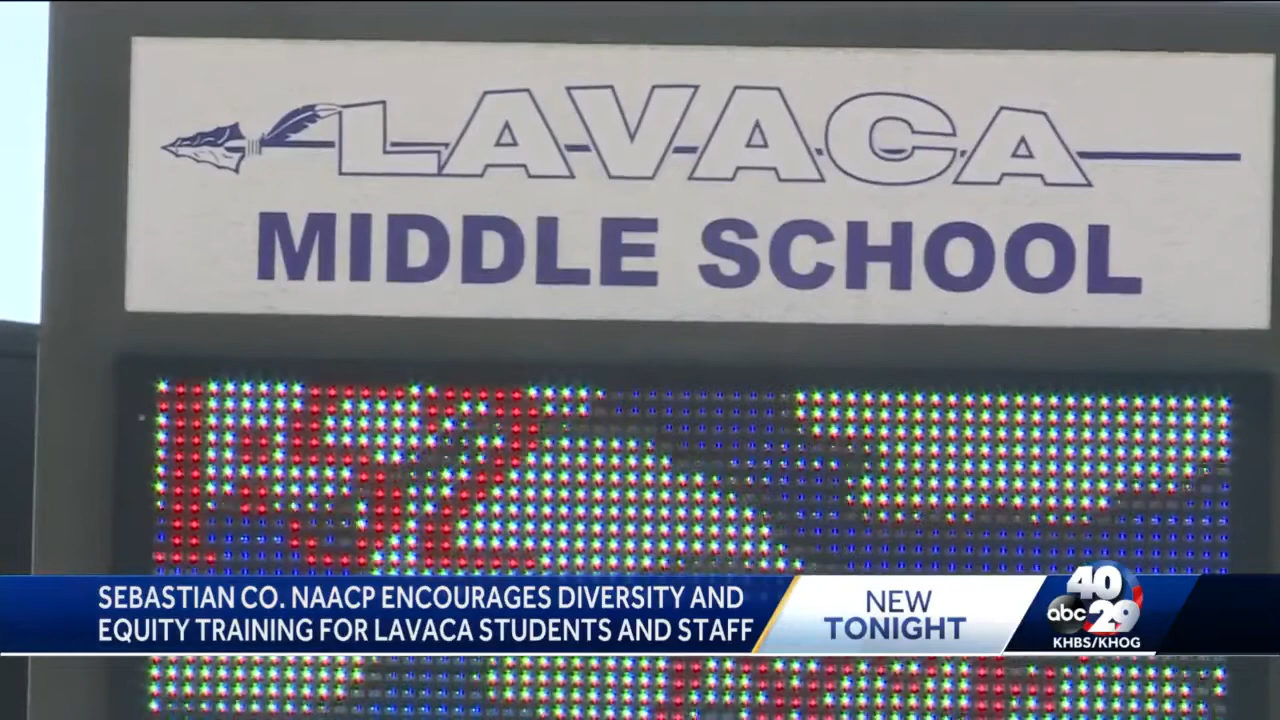 LAVACA
MIDDLE SCHOOL
SEBASTIAN CO. NAACP ENCOURAGES DIVERSITY AND
EQUITY TRAINING FOR LAVACA STUDENTS AND STAFF
NEW
TONIGHT
40
abc 29
KHBS/KHOG